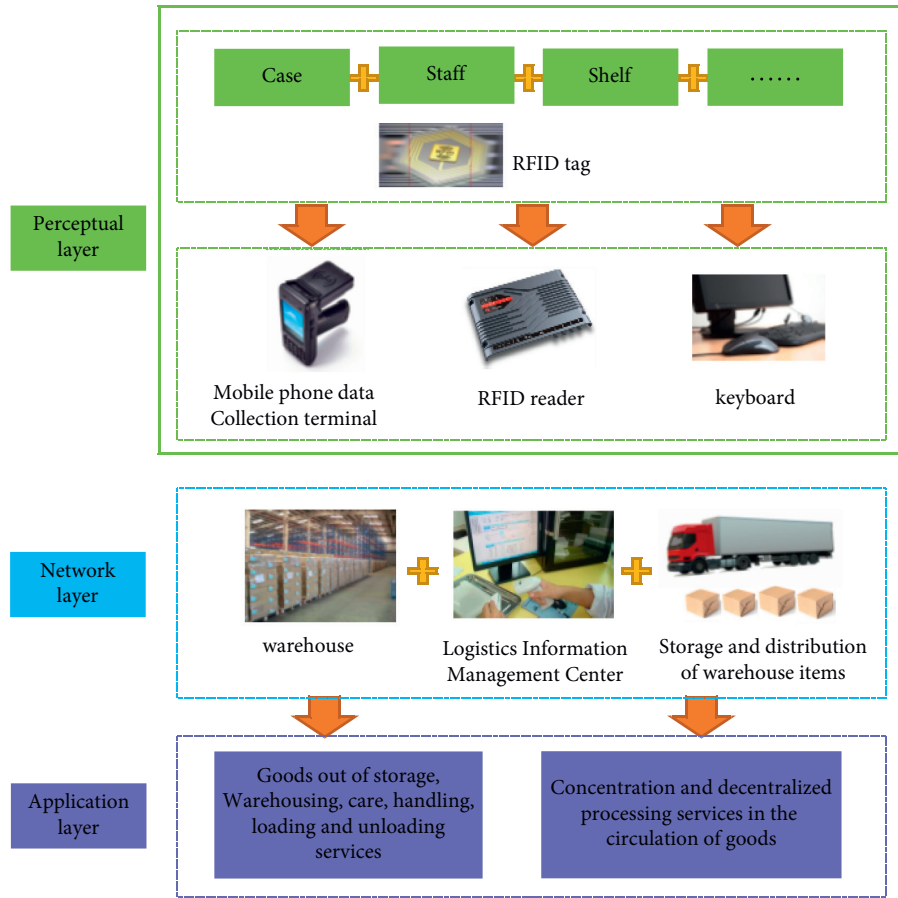 Case
Staff
Shelf
......
RFID tag
Perceptual
layer
Mobile phone data
Collection terminal
RFID reader
keyboard
Network
layer
warehouse
Logistics Information
Management Center
Storage and distribution
of warehouse items
Application
layer
Goods out of storage,
Warehousing, care, handling,
loading and unloading
services
Concentration and decentralized
processing services in the
circulation of goods